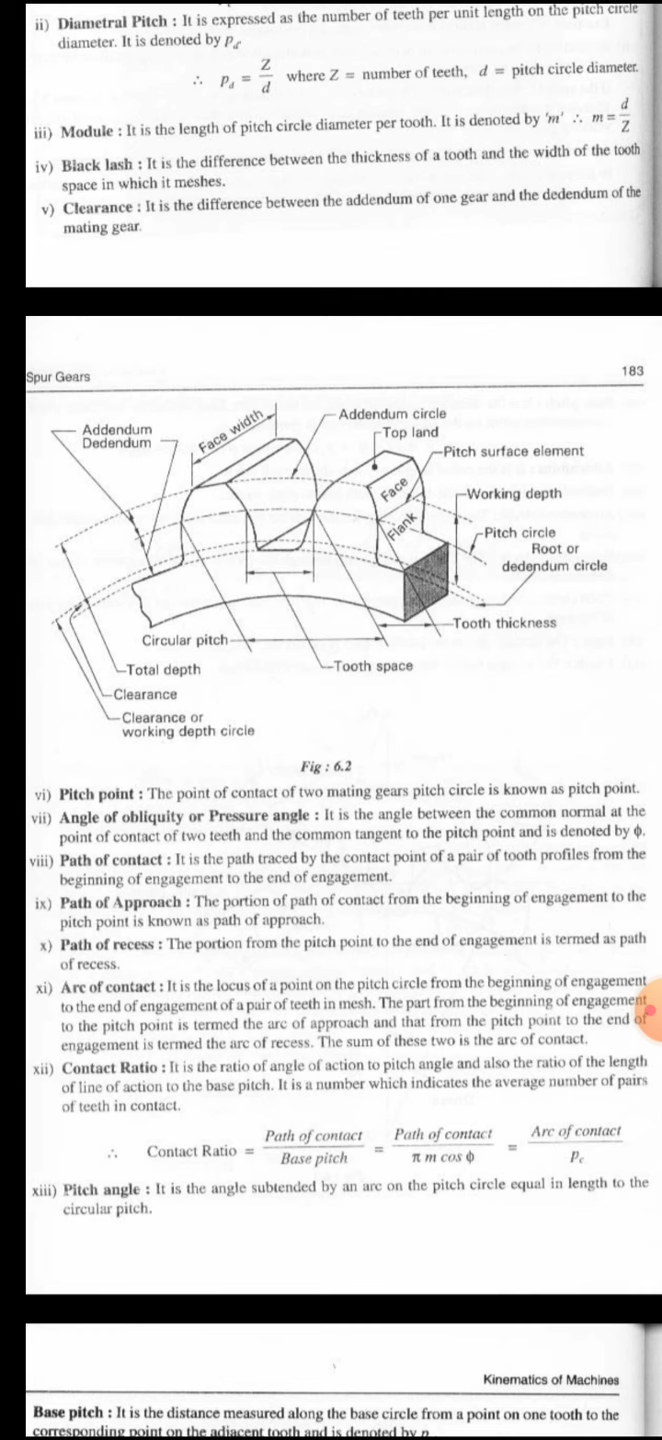 ii) Diametral Pitch : It is expressed as the number of teeth per unit length on the pitch circle
diameter. It is denoted by P_d.
∴ P_d = Z/d where Z = number of teeth, d = pitch circle diameter.
iii) Module : It is the length of pitch circle diameter per tooth. It is denoted by 'm' ∴ m = d/Z
iv) Black lash : It is the difference between the thickness of a tooth and the width of the tooth
space in which it meshes.
v) Clearance : It is the difference between the addendum of one gear and the dedendum of the
mating gear.
Spur Gears
183
Addendum
Dedendum
Face width
Addendum circle
Top land
Pitch surface element
Face
Working depth
Flank
Pitch circle
Root or
dedendum circle
Tooth thickness
Circular pitch
Tooth space
Total depth
Clearance
Clearance or
working depth circle
Fig : 6.2
vi) Pitch point : The point of contact of two mating gears pitch circle is known as pitch point.
vii) Angle of obliquity or Pressure angle : It is the angle between the common normal at the
point of contact of two teeth and the common tangent to the pitch point and is denoted by ϕ.
viii) Path of contact : It is the path traced by the contact point of a pair of tooth profiles from the
beginning of engagement to the end of engagement.
ix) Path of Approach : The portion of path of contact from the beginning of engagement to the
pitch point is known as path of approach.
x) Path of recess : The portion from the pitch point to the end of engagement is termed as path
of recess.
xi) Arc of contact : It is the locus of a point on the pitch circle from the beginning of engagement
to the end of engagement of a pair of teeth in mesh. The part from the beginning of engagement
to the pitch point is termed the arc of approach and that from the pitch point to the end of
engagement is termed the arc of recess. The sum of these two is the arc of contact.
xii) Contact Ratio : It is the ratio of angle of action to pitch angle and also the ratio of the length
of line of action to the base pitch. It is a number which indicates the average number of pairs
of teeth in contact.
∴ Contact Ratio = Path of contact/Base pitch = Path of contact/π m cos ϕ = Arc of contact/P_c
xiii) Pitch angle : It is the angle subtended by an arc on the pitch circle equal in length to the
circular pitch.
Kinematics of Machines
Base pitch : It is the distance measured along the base circle from a point on one tooth to the
corresponding point on the adjacent tooth and is denoted by